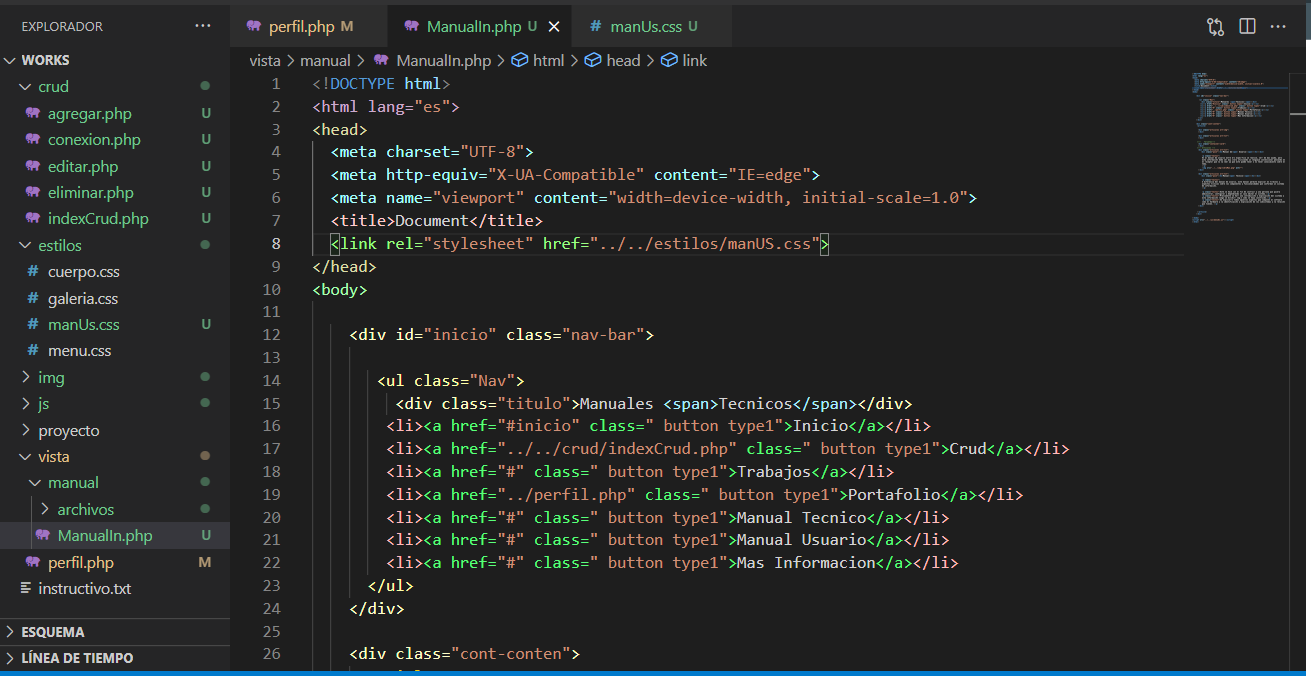 EXPLORADOR ···
WORKS
crud
agregar.php U
conexion.php U
editar.php U
eliminar.php U
indexCrud.php U
estilos
# cuerpo.css
# galeria.css
# manUs.css U
# menu.css
img
js
proyecto
vista
manual
archivos
ManualIn.php U
perfil.php M
instructivo.txt
ESQUEMA
LÍNEA DE TIEMPO
perfil.php M
ManualIn.php U
# manUs.css U
vista > manual > ManualIn.php > html > head > link
1 <!DOCTYPE html>
2 <html lang="es">
3 <head>
4 <meta charset="UTF-8">
5 <meta http-equiv="X-UA-Compatible" content="IE=edge">
6 <meta name="viewport" content="width=device-width, initial-scale=1.0">
7 <title>Document</title>
8 <link rel="stylesheet" href="../../estilos/manUS.css">
9 </head>
10 <body>
11
12 <div id="inicio" class="nav-bar">
13
14 <ul class="Nav">
15 <div class="titulo">Manuales <span>Tecnicos</span></div>
16 <li><a href="#inicio" class=" button type1">Inicio</a></li>
17 <li><a href="../../crud/indexCrud.php" class=" button type1">Crud</a></li>
18 <li><a href="#" class=" button type1">Trabajos</a></li>
19 <li><a href="../perfil.php" class=" button type1">Portafolio</a></li>
20 <li><a href="#" class=" button type1">Manual Tecnico</a></li>
21 <li><a href="#" class=" button type1">Manual Usuario</a></li>
22 <li><a href="#" class=" button type1">Mas Informacion</a></li>
23 </ul>
24 </div>
25
26 <div class="cont-conten">